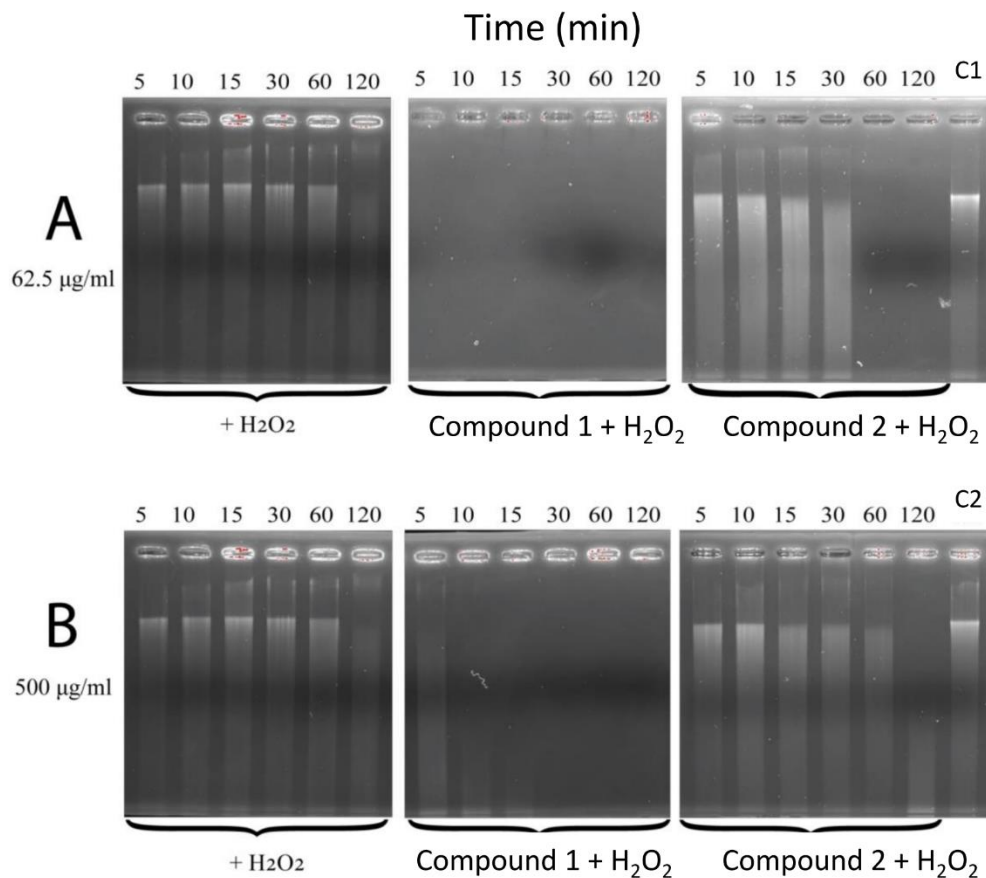 Time (min)
5 10 15 30 60 120 5 10 15 30 60 120 5 10 15 30 60 120 C1
A
62.5 µg/ml
+ H2O2 Compound 1 + H₂O₂ Compound 2 + H₂O₂
5 10 15 30 60 120 5 10 15 30 60 120 5 10 15 30 60 120 C2
B
500 µg/ml
+ H2O2 Compound 1 + H₂O₂ Compound 2 + H₂O₂